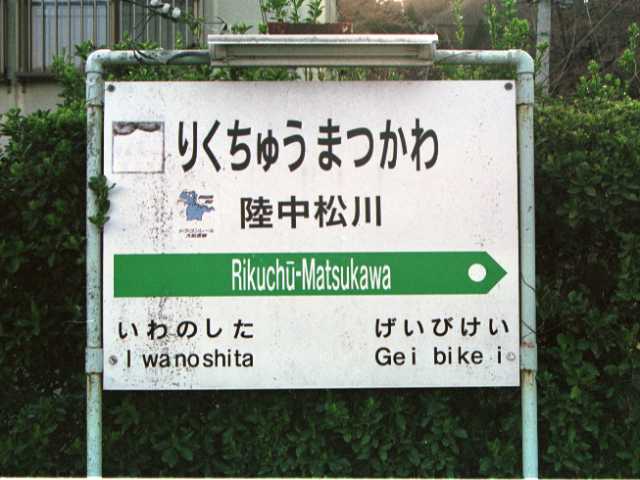 りくちゅうまつかわ
陸中松川
Rikuchū-Matsukawa
いわのした げいびけい
Iwanoshita Geibikei